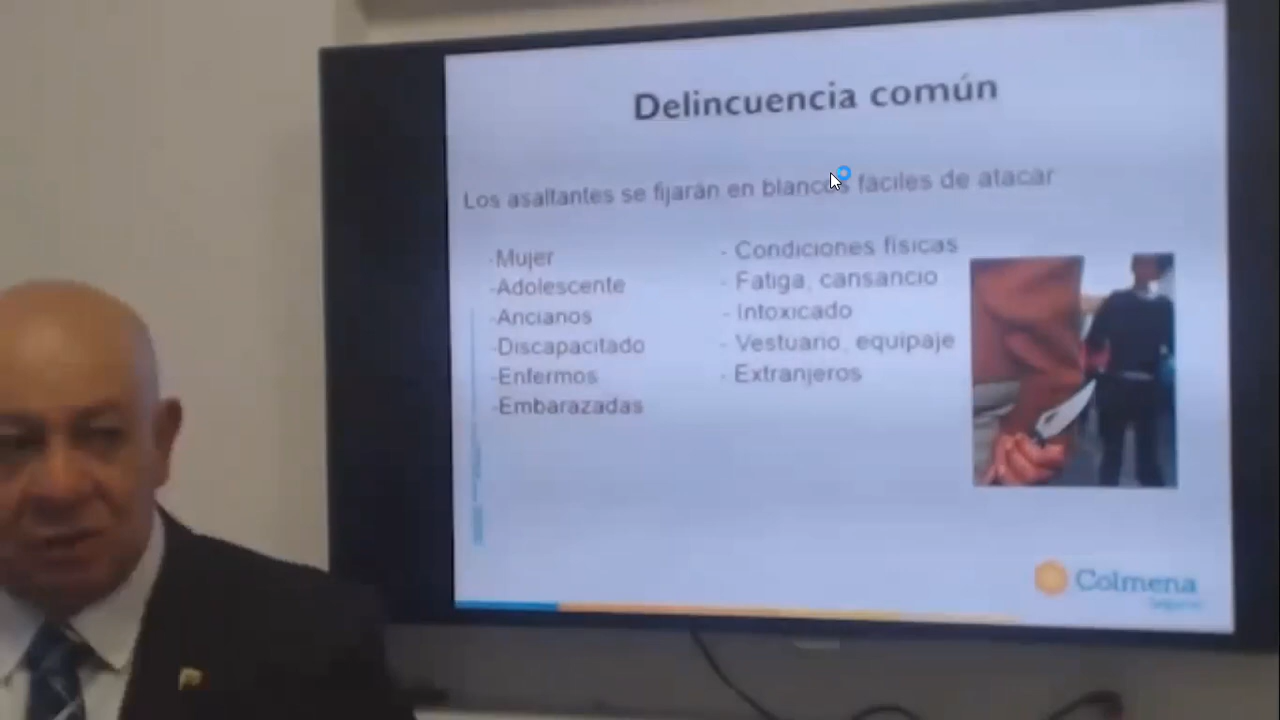 Delincuencia común
Los asaltantes se fijarán en blancos fáciles de atacar
-Mujer
-Adolescente
-Ancianos
-Discapacitado
-Enfermos
-Embarazadas
- Condiciones físicas
- Fatiga, cansancio
- Intoxicado
- Vestuario, equipaje
- Extranjeros
Colmena
Seguros